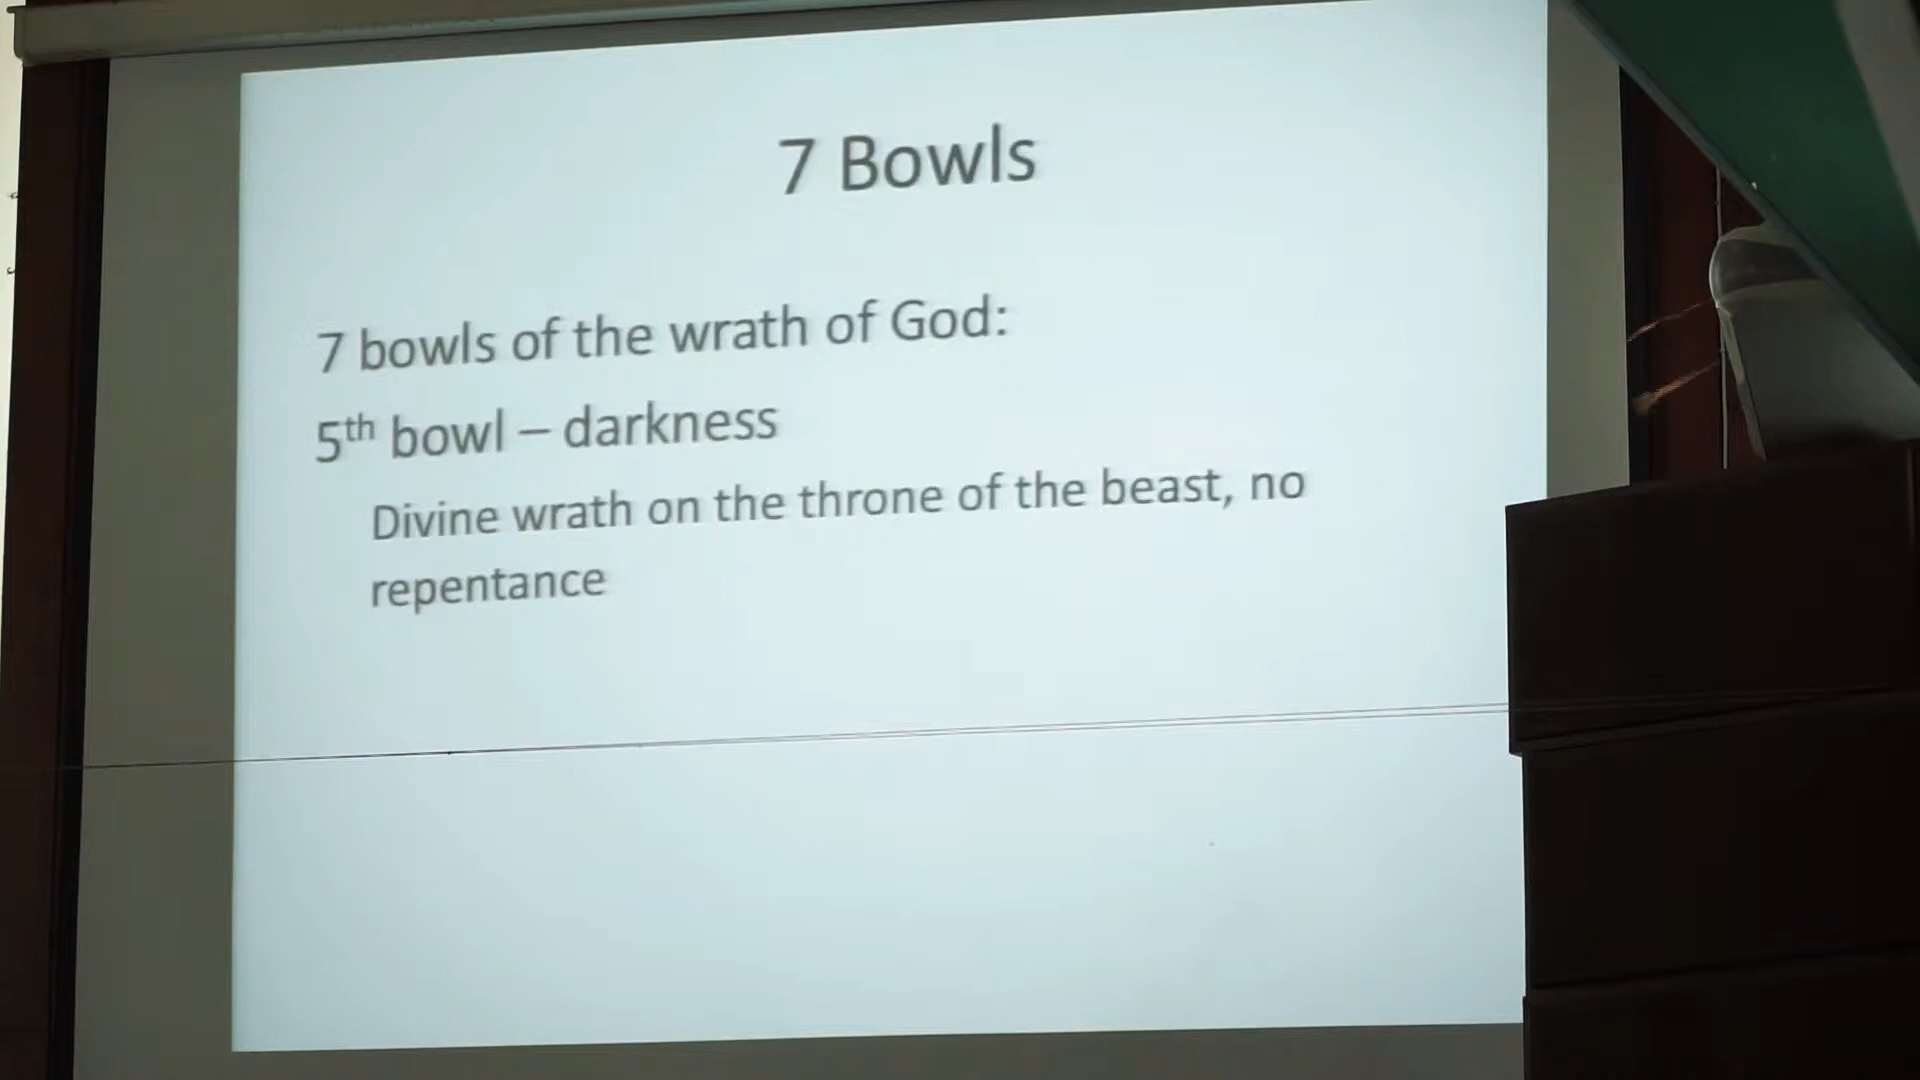 7 Bowls
7 bowls of the wrath of God:
5th bowl – darkness
Divine wrath on the throne of the beast, no
repentance